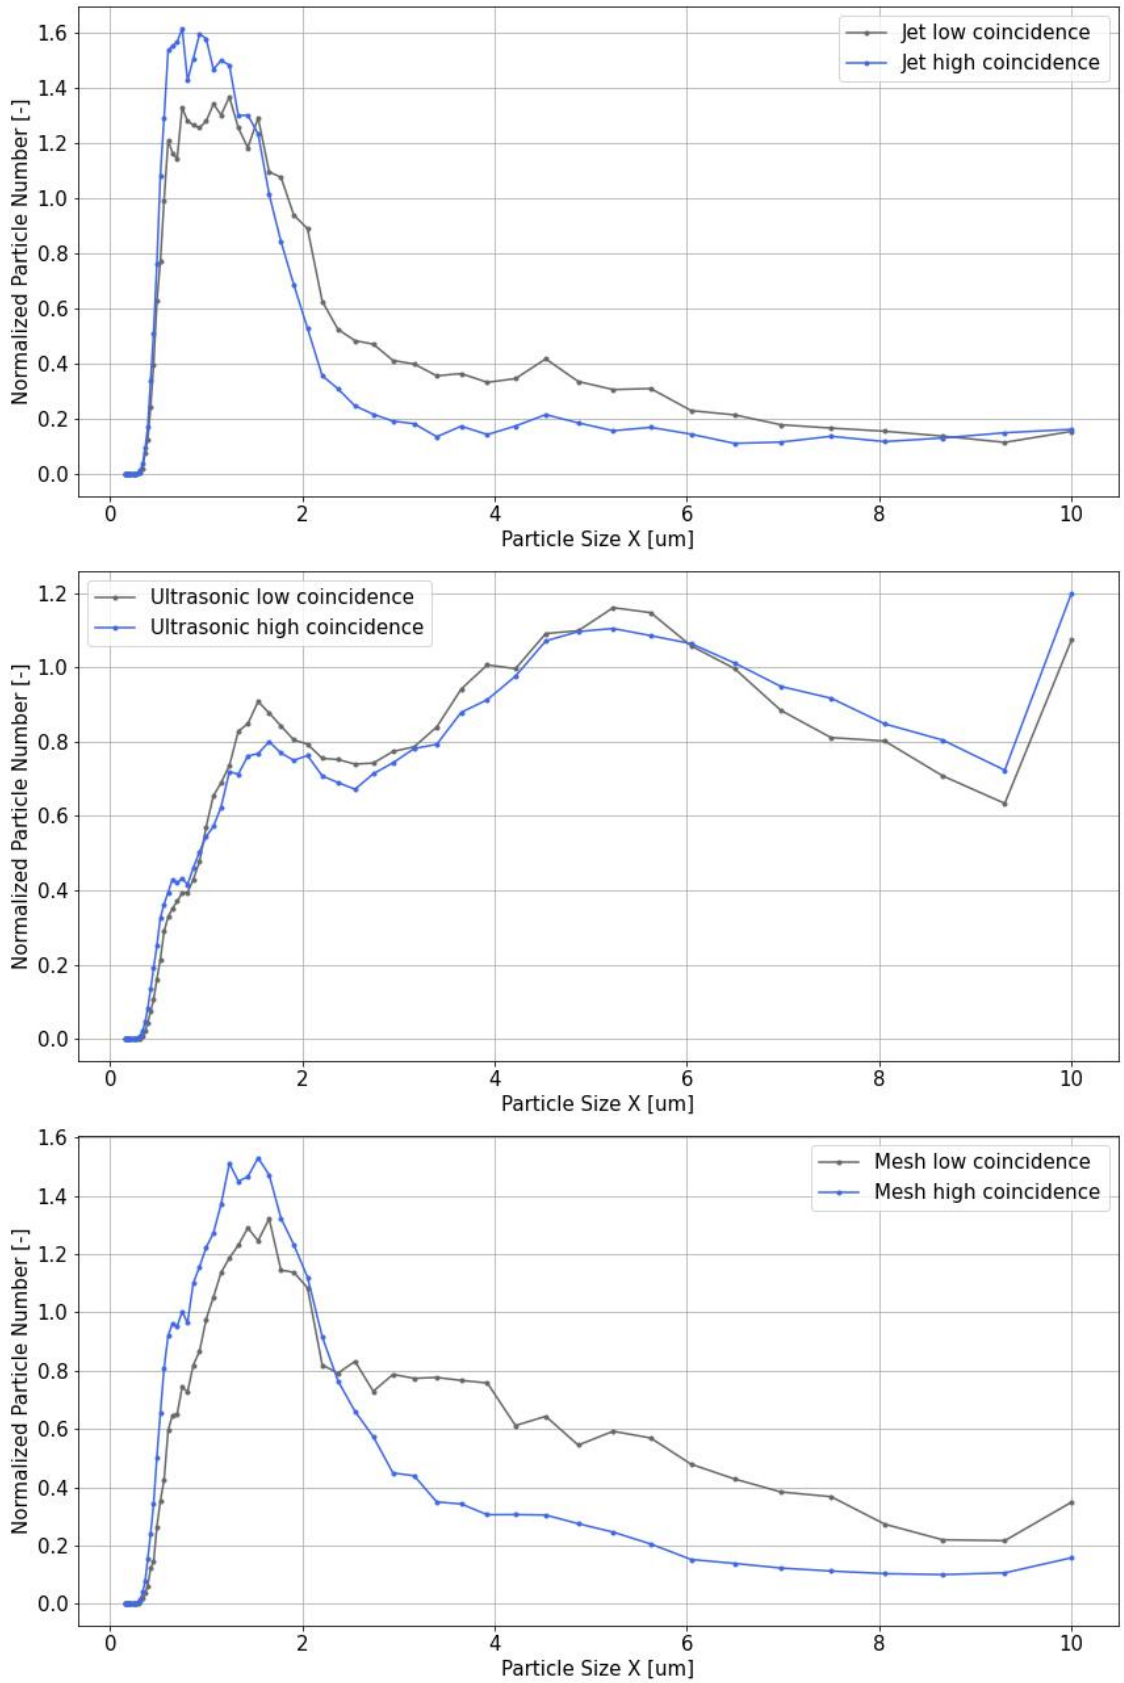 Jet low coincidence
Jet high coincidence
Normalized Particle Number [-]
1.6
1.4
1.2
1.0
0.8
0.6
0.4
0.2
0.0
0 2 4 6 8 10
Particle Size X [um]
Ultrasonic low coincidence
Ultrasonic high coincidence
Normalized Particle Number [-]
1.2
1.0
0.8
0.6
0.4
0.2
0.0
0 2 4 6 8 10
Particle Size X [um]
Mesh low coincidence
Mesh high coincidence
Normalized Particle Number [-]
1.6
1.4
1.2
1.0
0.8
0.6
0.4
0.2
0.0
0 2 4 6 8 10
Particle Size X [um]